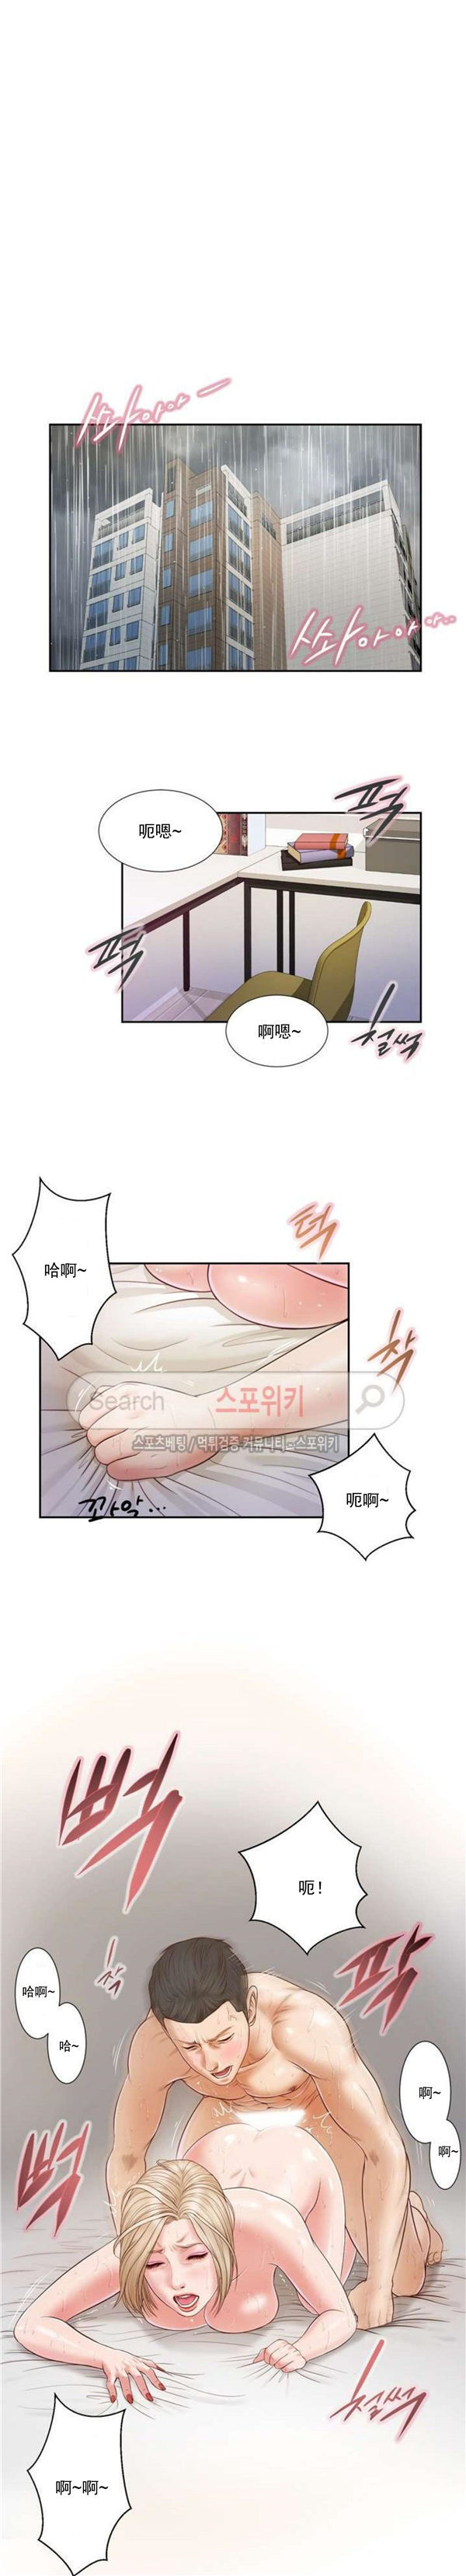 쏴아아ー
쏴아아아..
퍽
呃嗯~
퍽
啊嗯~
철썩
哈啊~
턱
착
Search 스포위키
스포츠베팅 / 먹튀검증 커뮤니티 - 스포위키
呃啊~
꽈악...
뻑
呃!
착
팍
哈啊~
哈~
啊~
啊~
뻑
철썩
啊~啊~